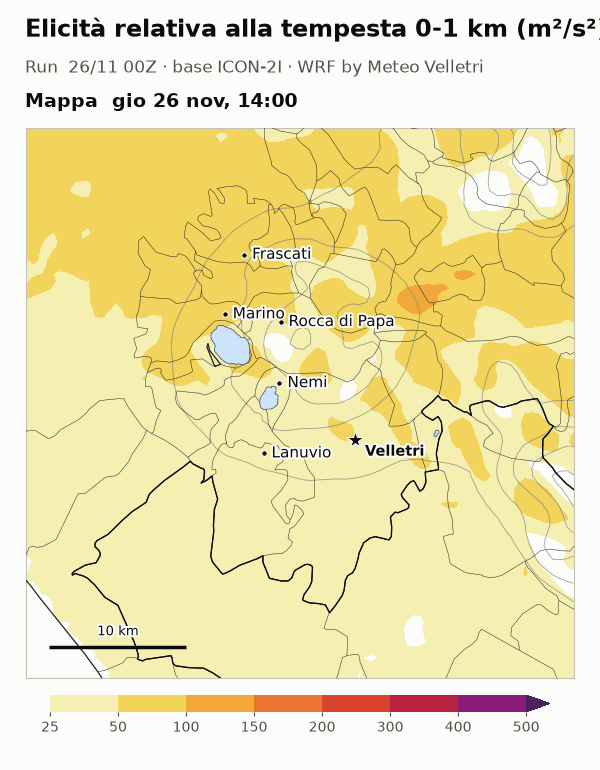 Elicità relativa alla tempesta 0-1 km (m²/s²)
Run  26/11 00Z · base ICON-2I · WRF by Meteo Velletri
Mappa  gio 26 nov, 14:00
Frascati
Marino
Rocca di Papa
Nemi
Velletri
Lanuvio
10 km
25 50 100 150 200 300 400 500